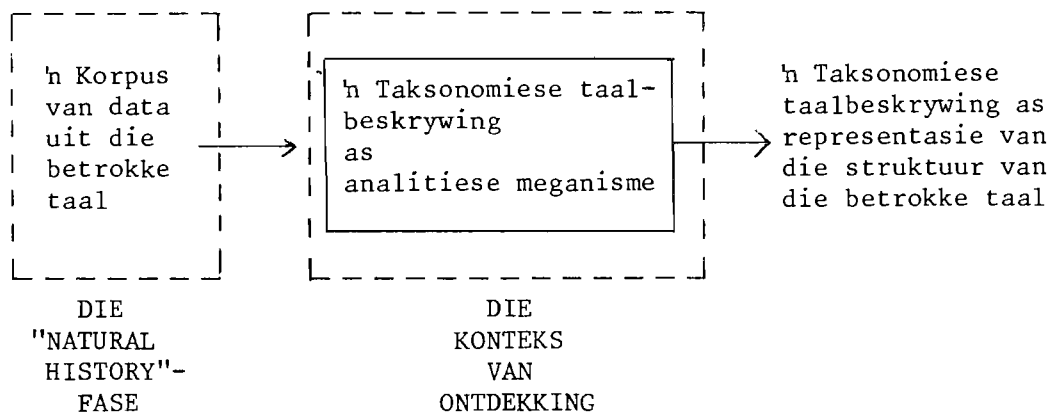 'n Korpus
van data
uit die
betrokke
taal
'n Taksonomiese taal-
beskrywing
as
analitiese meganisme
'n Taksonomiese
taalbeskrywing as
representasie van
die struktuur van
die betrokke taal
DIE
"NATURAL
HISTORY"-
FASE
DIE
KONTEKS
VAN
ONTDEKKING